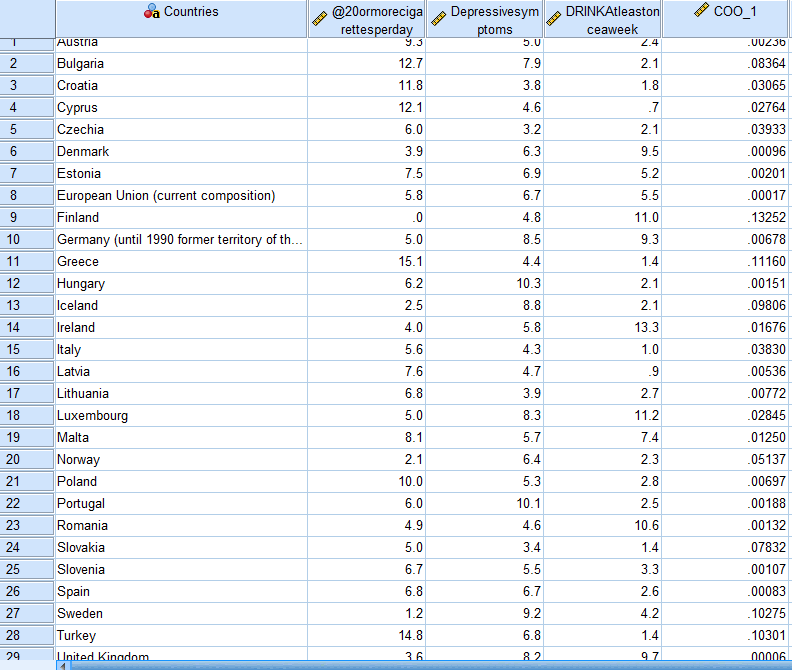 Countries @20ormorecigarettesperday Depressivesymptoms DRINKAtleastonceaweek COO_1
1 Austria 9.3 5.0 2.4 .00236
2 Bulgaria 12.7 7.9 2.1 .08364
3 Croatia 11.8 3.8 1.8 .03065
4 Cyprus 12.1 4.6 .7 .02764
5 Czechia 6.0 3.2 2.1 .03933
6 Denmark 3.9 6.3 9.5 .00096
7 Estonia 7.5 6.9 5.2 .00201
8 European Union (current composition) 5.8 6.7 5.5 .00017
9 Finland .0 4.8 11.0 .13252
10 Germany (until 1990 former territory of th... 5.0 8.5 9.3 .00678
11 Greece 15.1 4.4 1.4 .11160
12 Hungary 6.2 10.3 2.1 .00151
13 Iceland 2.5 8.8 2.1 .09806
14 Ireland 4.0 5.8 13.3 .01676
15 Italy 5.6 4.3 1.0 .03830
16 Latvia 7.6 4.7 .9 .00536
17 Lithuania 6.8 3.9 2.7 .00772
18 Luxembourg 5.0 8.3 11.2 .02845
19 Malta 8.1 5.7 7.4 .01250
20 Norway 2.1 6.4 2.3 .05137
21 Poland 10.0 5.3 2.8 .00697
22 Portugal 6.0 10.1 2.5 .00188
23 Romania 4.9 4.6 10.6 .00132
24 Slovakia 5.0 3.4 1.4 .07832
25 Slovenia 6.7 5.5 3.3 .00107
26 Spain 6.8 6.7 2.6 .00083
27 Sweden 1.2 9.2 4.2 .10275
28 Turkey 14.8 6.8 1.4 .10301
29 United Kingdom 3.6 8.2 9.7 .00006